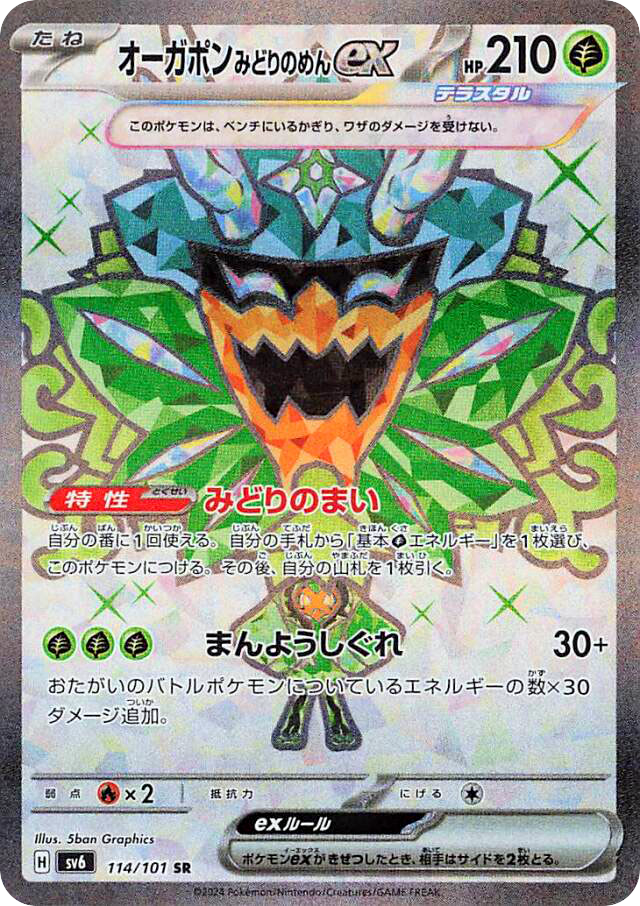 たね オーガポン みどりのめん ex HP 210
テラスタル
このポケモンは、ベンチにいるかぎり、ワザのダメージを受けない。
特性 みどりのまい
自分の番に1回使える。自分の手札から「基本エネルギー」を1枚選び、
このポケモンにつける。その後、自分の山札を1枚引く。
まんようしぐれ 30+
おたがいのバトルポケモンについているエネルギーの数×30
ダメージ追加。
弱点 ×2 抵抗力 にげる
exルール
ポケモンexがきぜつしたとき、相手はサイドを2枚とる。
Illus. 5ban Graphics
H sv6 114/101 SR
©2024 Pokémon/Nintendo/Creatures/GAME FREAK.